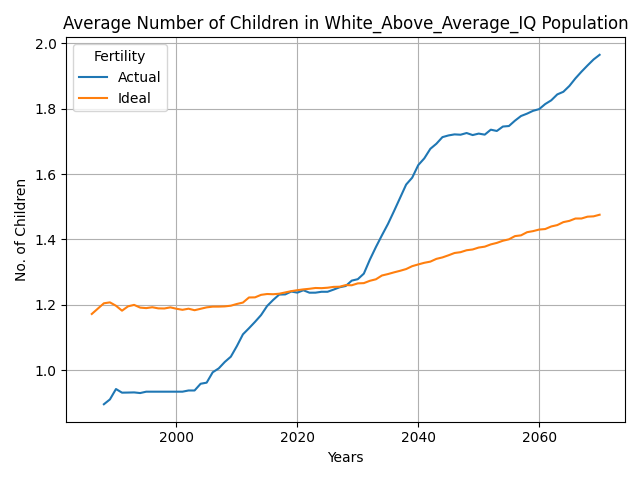 Average Number of Children in White_Above_Average_IQ Population
Fertility
Actual
Ideal
No. of Children
2.0
1.8
1.6
1.4
1.2
1.0
2000
2020
2040
2060
Years